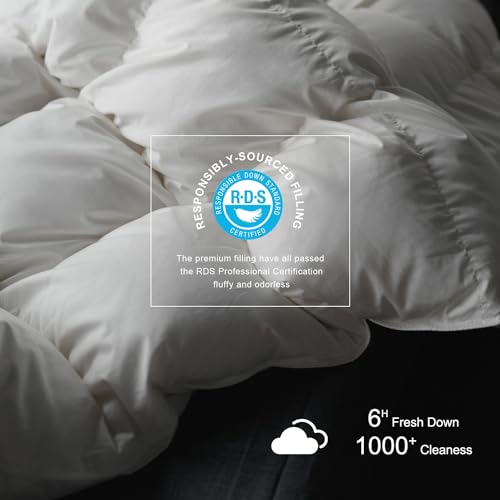 RESPONSIBLY-SOURCED FILLING
RESPONSIBLE DOWN STANDARD
R·D·S
CERTIFIED
The premium filling have all passed
the RDS Professional Certification
fluffy and odorless
6H Fresh Down
1000+ Cleaness